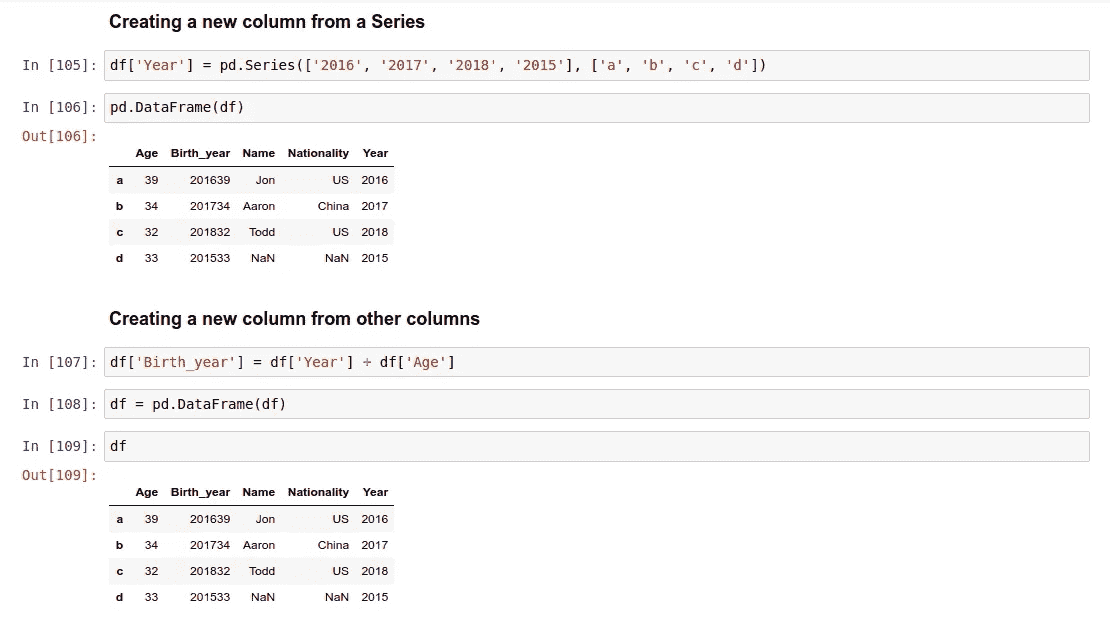 Creating a new column from a Series
In [105]: df['Year'] = pd.Series(['2016', '2017', '2018', '2015'], ['a', 'b', 'c', 'd'])
In [106]: pd.DataFrame(df)
Out[106]:
Age Birth_year Name Nationality Year
a 39 201639 Jon US 2016
b 34 201734 Aaron China 2017
c 32 201832 Todd US 2018
d 33 201533 NaN NaN 2015
Creating a new column from other columns
In [107]: df['Birth_year'] = df['Year'] ÷ df['Age']
In [108]: df = pd.DataFrame(df)
In [109]: df
Out[109]:
Age Birth_year Name Nationality Year
a 39 201639 Jon US 2016
b 34 201734 Aaron China 2017
c 32 201832 Todd US 2018
d 33 201533 NaN NaN 2015